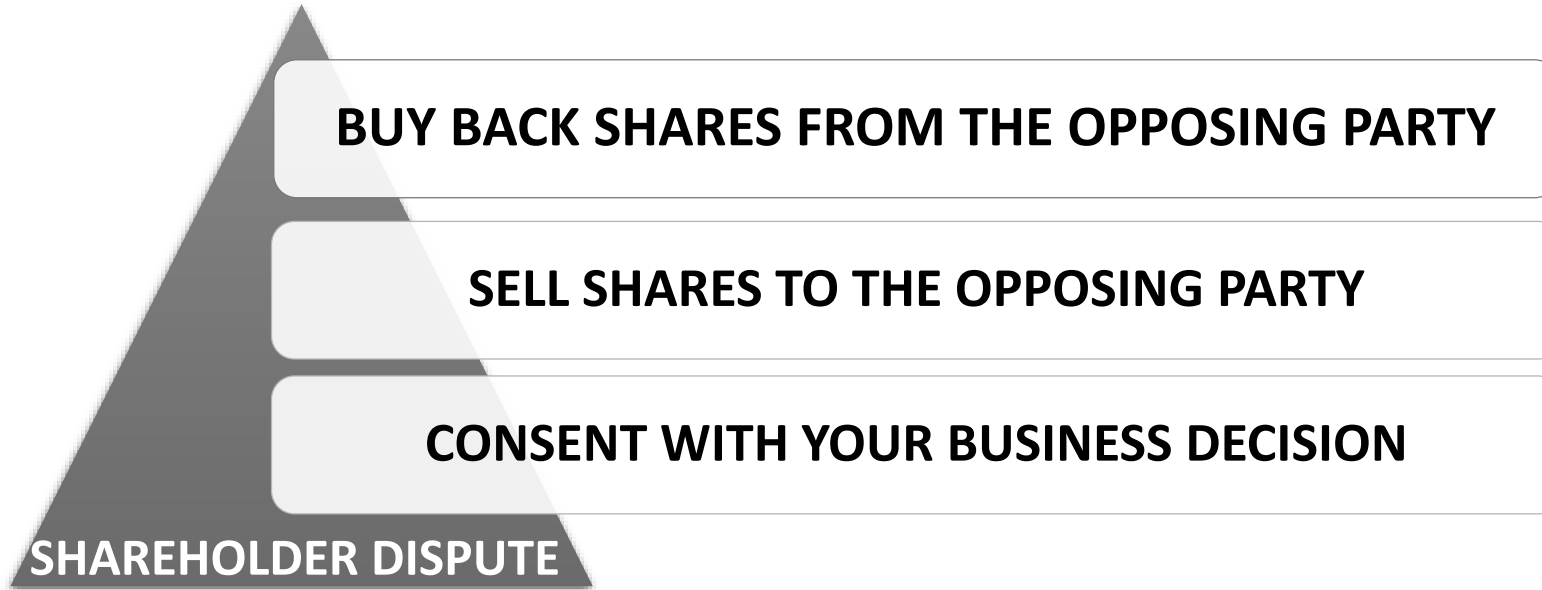 BUY BACK SHARES FROM THE OPPOSING PARTY
SELL SHARES TO THE OPPOSING PARTY
CONSENT WITH YOUR BUSINESS DECISION
SHAREHOLDER DISPUTE